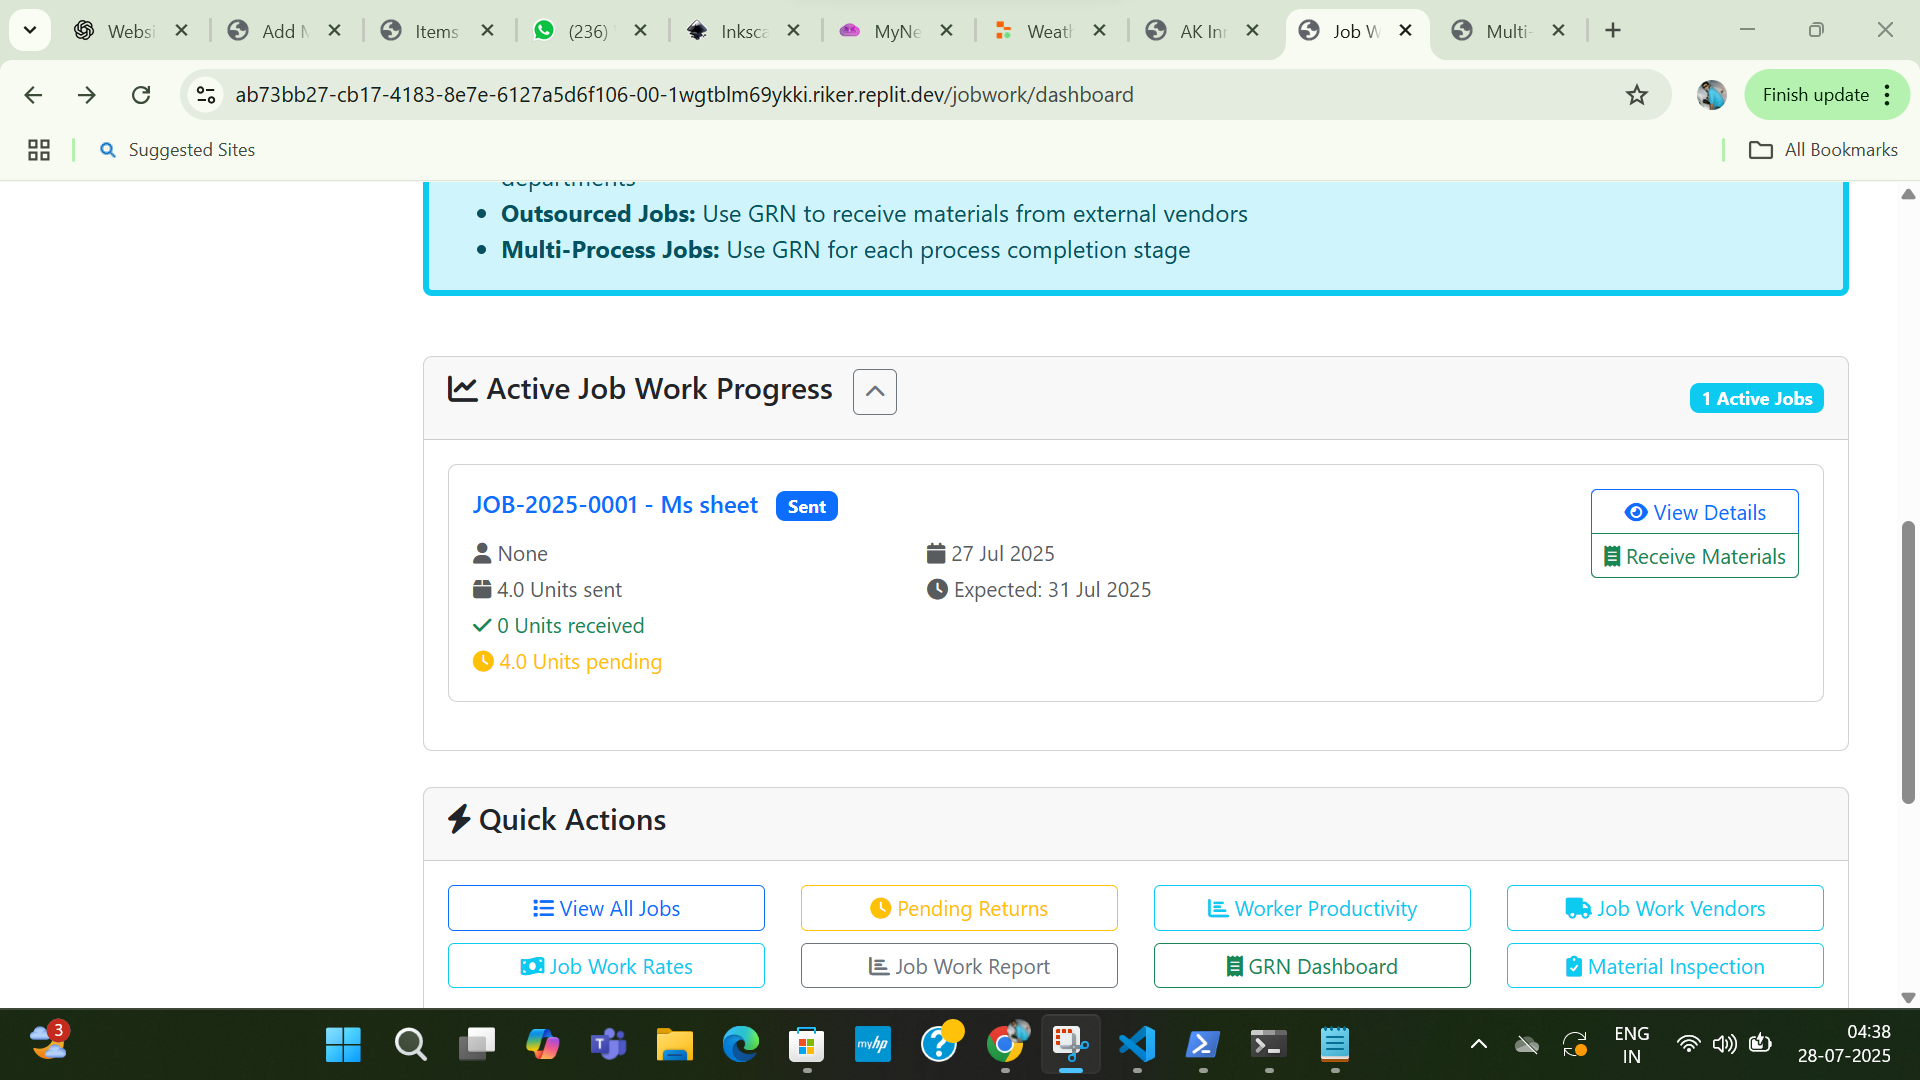 Websi
Add M
Items
(236)
Inksca
MyNe
Weath
AK Inn
Job W
Multi-
ab73bb27-cb17-4183-8e7e-6127a5d6f106-00-1wgtblm69ykki.riker.replit.dev/jobwork/dashboard
Finish update
Suggested Sites
All Bookmarks
departments
Outsourced Jobs: Use GRN to receive materials from external vendors
Multi-Process Jobs: Use GRN for each process completion stage
Active Job Work Progress
1 Active Jobs
JOB-2025-0001 - Ms sheet
Sent
View Details
None
27 Jul 2025
Receive Materials
4.0 Units sent
Expected: 31 Jul 2025
0 Units received
4.0 Units pending
Quick Actions
View All Jobs
Pending Returns
Worker Productivity
Job Work Vendors
Job Work Rates
Job Work Report
GRN Dashboard
Material Inspection
3
myhp
ENG
IN
04:38
28-07-2025